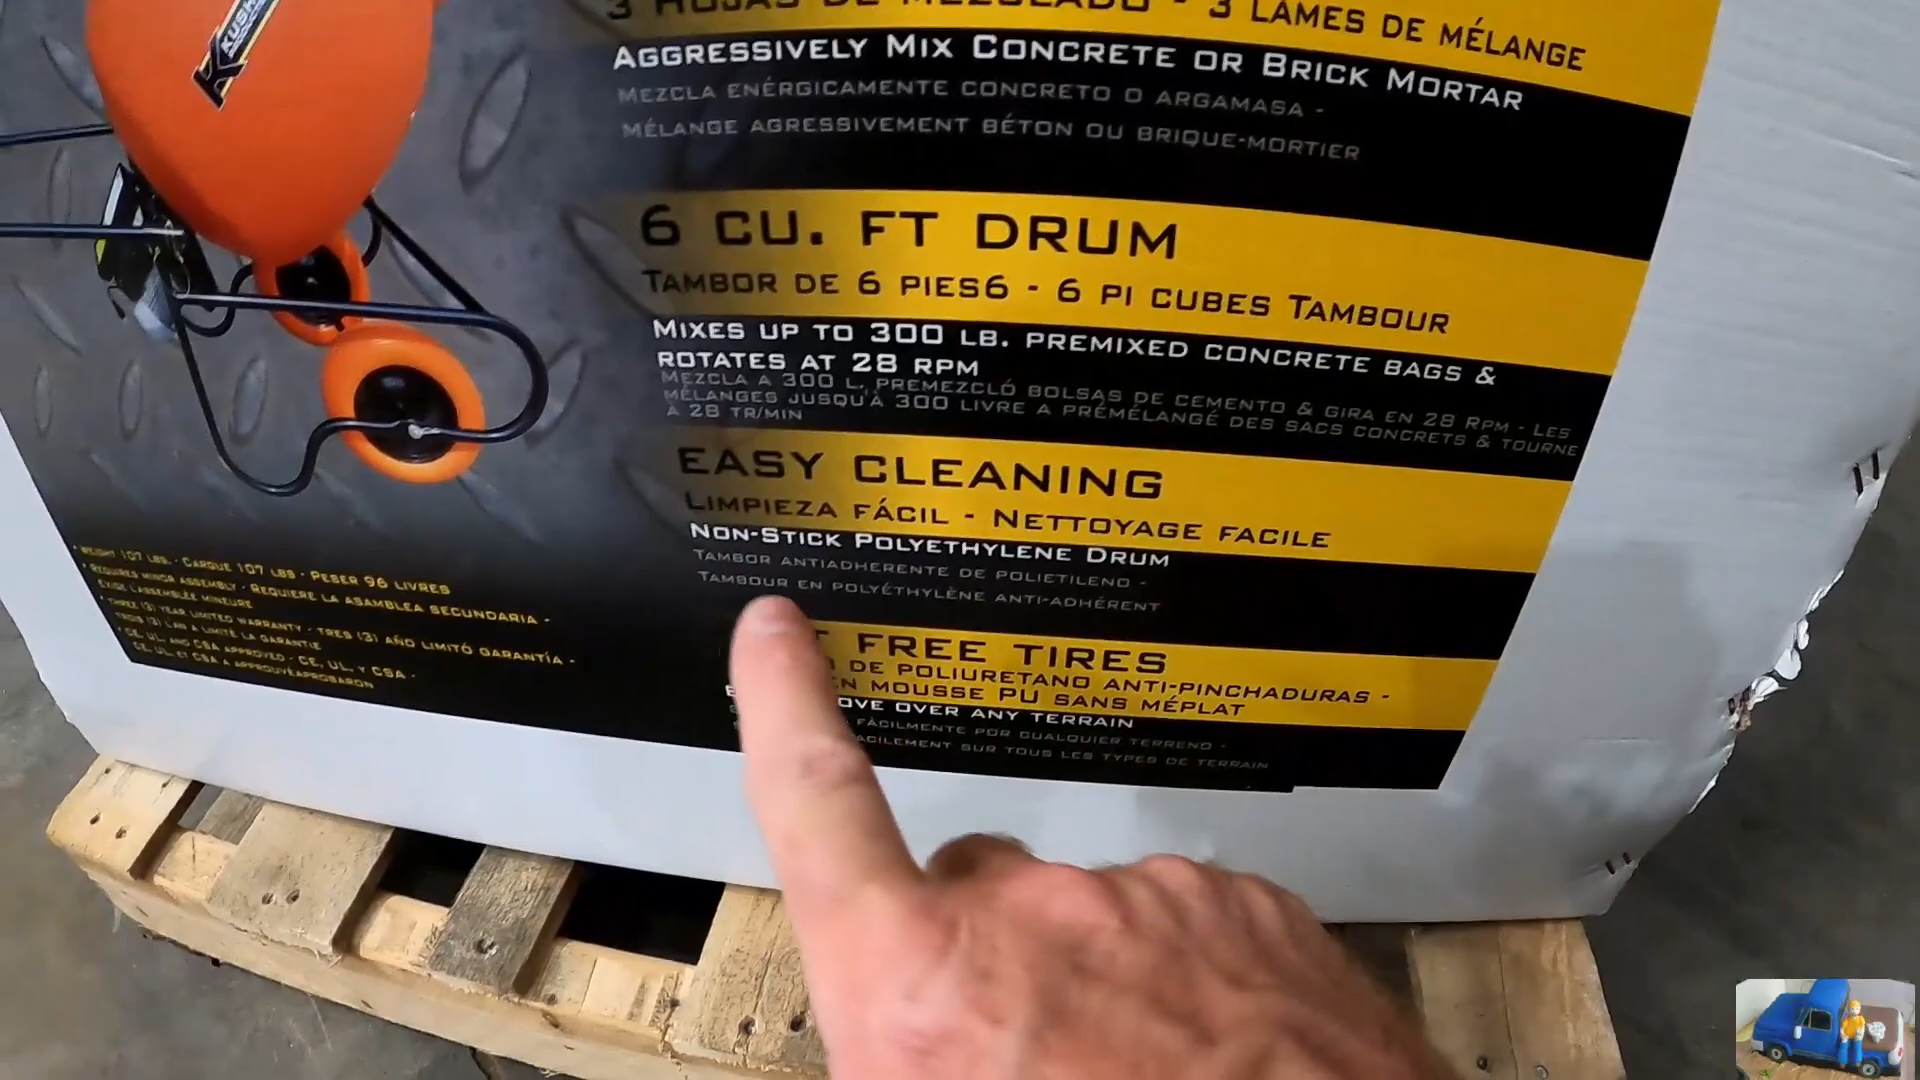 KUSH
3 HOJAS DE MEZCLADO - 3 LAMES DE MÉLANGE
AGGRESSIVELY MIX CONCRETE OR BRICK MORTAR
MEZCLA ENÉRGICAMENTE CONCRETO O ARGAMASA -
MÉLANGE AGRESSIVEMENT BÉTON OU BRIQUE-MORTIER
6 CU. FT DRUM
TAMBOR DE 6 PIES6 - 6 PI CUBES TAMBOUR
MIXES UP TO 300 LB. PREMIXED CONCRETE BAGS &
ROTATES AT 28 RPM
MEZCLA A 300 L. PREMEZCLÓ BOLSAS DE CEMENTO & GIRA EN 28 RPM - LES
MÉLANGES JUSQU'À 300 LIVRE A PRÉMÉLANGÉ DES SACS CONCRETS & TOURNE
À 28 TR/MIN
EASY CLEANING
LIMPIEZA FÁCIL - NETTOYAGE FACILE
NON-STICK POLYETHYLENE DRUM
TAMBOR ANTIADHERENTE DE POLIETILENO -
TAMBOUR EN POLYÉTHYLÈNE ANTI-ADHÉRENT
FREE TIRES
DE POLIURETANO ANTI-PINCHADURAS -
EN MOUSSE PU SANS MÉPLAT
OVER ANY TERRAIN
FÁCILMENTE POR CUALQUIER TERRENO -
FACILEMENT SUR TOUS LES TYPES DE TERRAIN
* WEIGHT 107 LBS. - CARGUE 107 LBS - PESER 96 LIVRES
* REQUIRES MINOR ASSEMBLY - REQUIERE LA ASAMBLEA SECUNDARIA -
EXIGE L'ASSEMBLÉE MINEURE
* THREE (3) YEAR LIMITED WARRANTY - TRES (3) AÑO LIMITÓ GARANTÍA -
TROIS (3) L'AN A LIMITÉ LA GARANTIE
* CE, UL, AND CSA APPROVED - CE, UL, Y CSA -
CE, UL, ET CSA A APPROUVÉAPROBARON